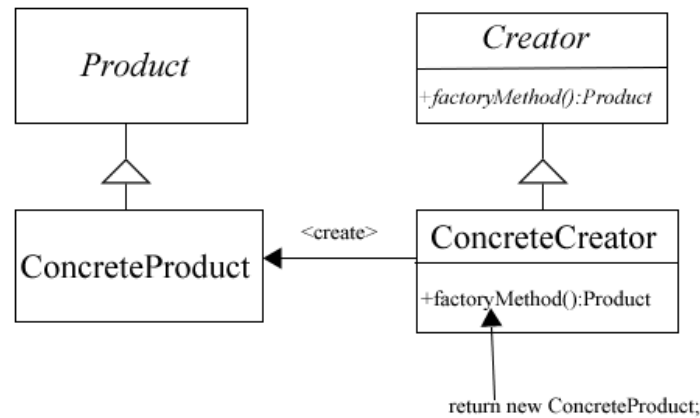 Product
Creator
+factoryMethod():Product
<create>
ConcreteProduct
ConcreteCreator
+factoryMethod():Product
return new ConcreteProduct;